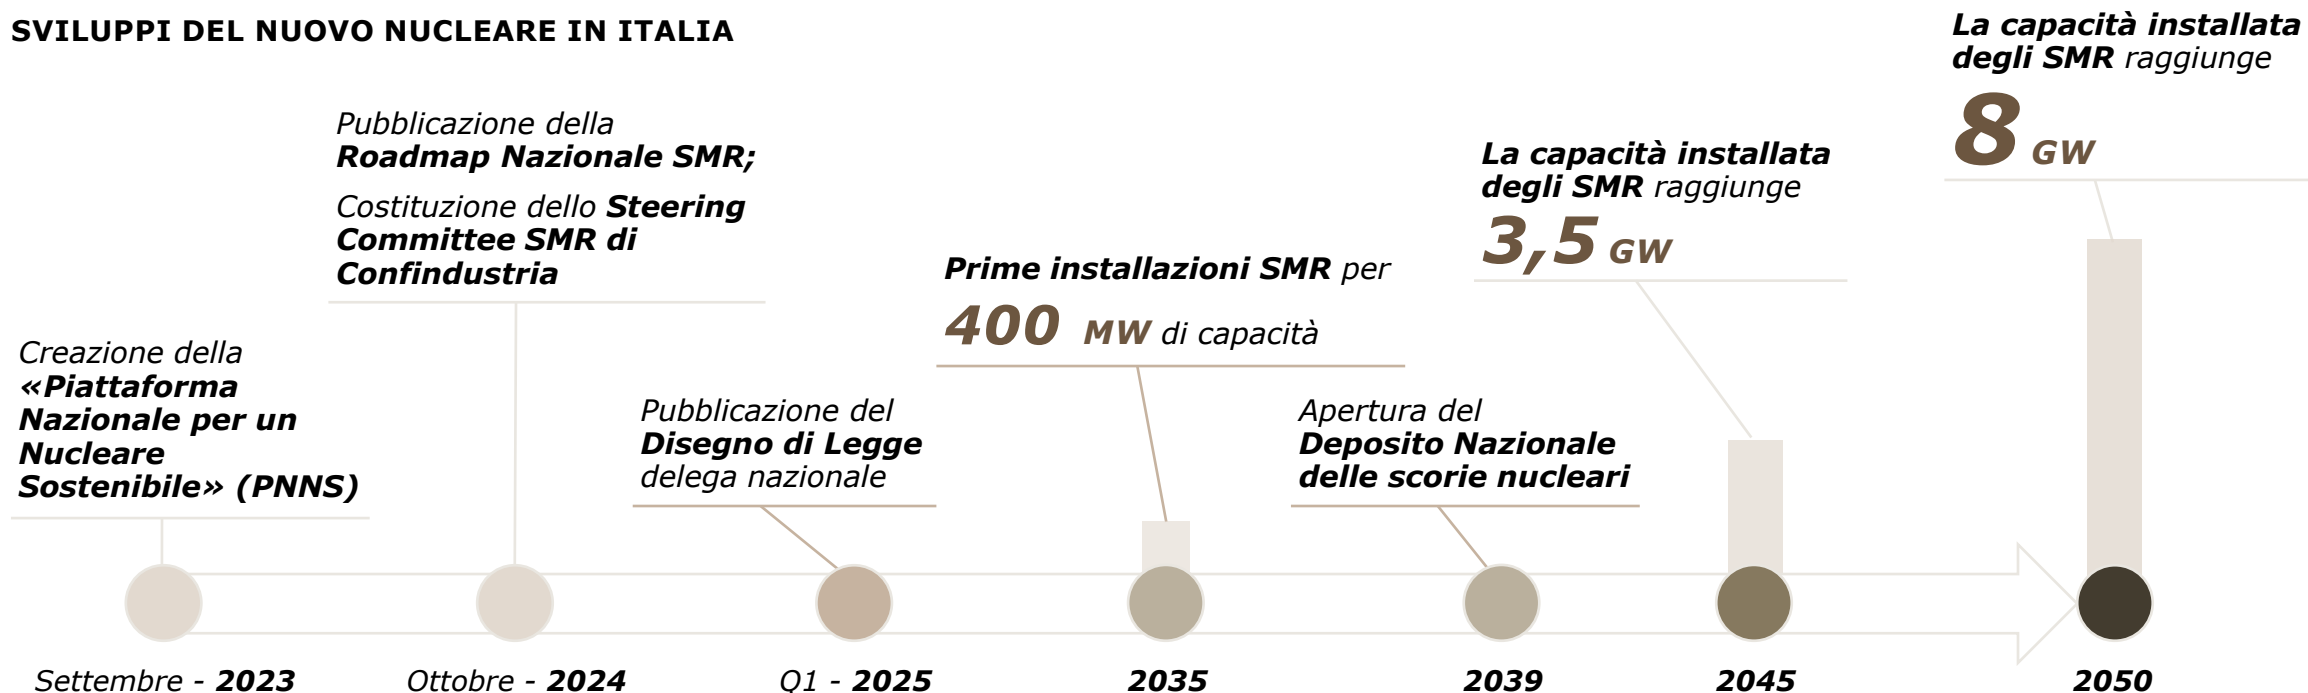 SVILUPPI DEL NUOVO NUCLEARE IN ITALIA
Creazione della
«Piattaforma
Nazionale per un
Nucleare
Sostenibile» (PNNS)
Settembre - 2023
Pubblicazione della
Roadmap Nazionale SMR;
Costituzione dello Steering
Committee SMR di
Confindustria
Ottobre - 2024
Pubblicazione del
Disegno di Legge
delega nazionale
Q1 - 2025
Prime installazioni SMR per
400 MW di capacità
2035
Apertura del
Deposito Nazionale
delle scorie nucleari
2039
La capacità installata
degli SMR raggiunge
3,5 GW
2045
La capacità installata
degli SMR raggiunge
8 GW
2050